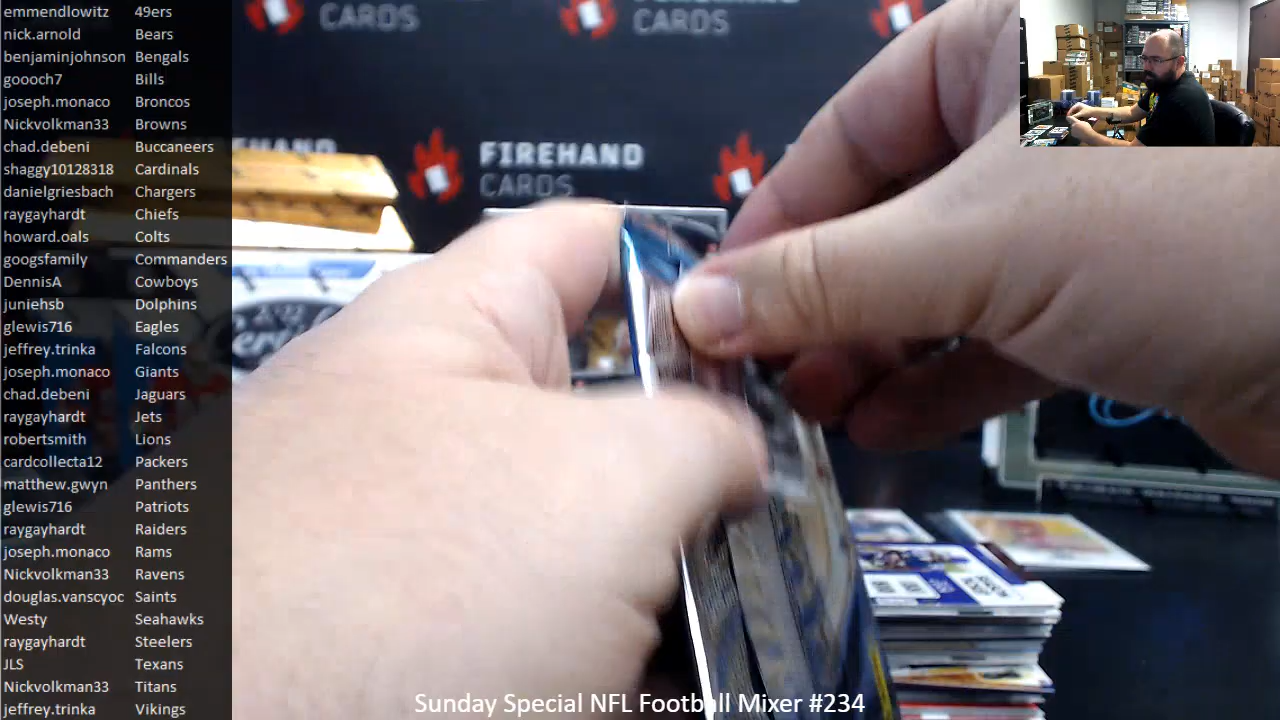 emmendlowitz 49ers
nick.arnold Bears
benjaminjohnson Bengals
goooch7 Bills
joseph.monaco Broncos
Nickvolkman33 Browns
chad.debeni Buccaneers
shaggy10128318 Cardinals
danielgriesbach Chargers
raygayhardt Chiefs
howard.oals Colts
googsfamily Commanders
DennisA Cowboys
juniehsb Dolphins
glewis716 Eagles
jeffrey.trinka Falcons
joseph.monaco Giants
chad.debeni Jaguars
raygayhardt Jets
robertsmith Lions
cardcollecta12 Packers
matthew.gwyn Panthers
glewis716 Patriots
raygayhardt Raiders
joseph.monaco Rams
Nickvolkman33 Ravens
douglas.vanscyoc Saints
Westy Seahawks
raygayhardt Steelers
JLS Texans
Nickvolkman33 Titans
jeffrey.trinka Vikings
CARDS
CARDS
FIREHAND
CARDS
Sunday Special NFL Football Mixer #234